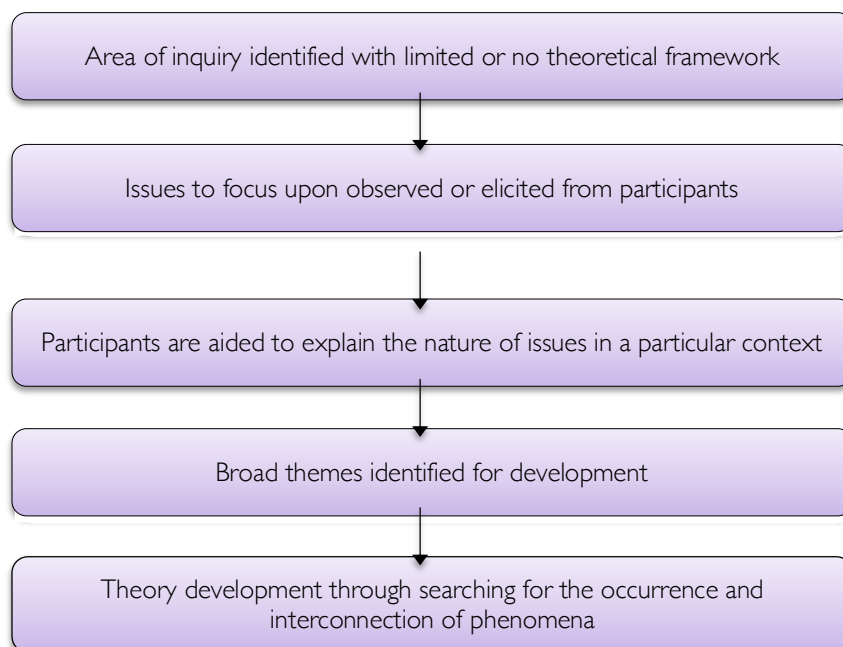 Area of inquiry identified with limited or no theoretical framework
Issues to focus upon observed or elicited from participants
Participants are aided to explain the nature of issues in a particular context
Broad themes identified for development
Theory development through searching for the occurrence and
interconnection of phenomena